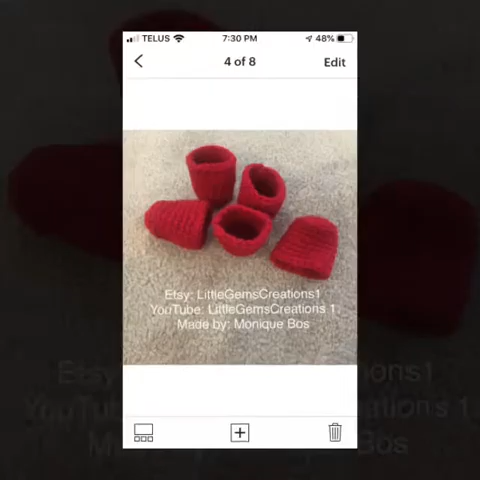 TELUS 7:30 PM 48%
4 of 8 Edit
Etsy: LittleGemsCreations1
YouTube: LittleGemsCreations 1
Made by: Monique Bos